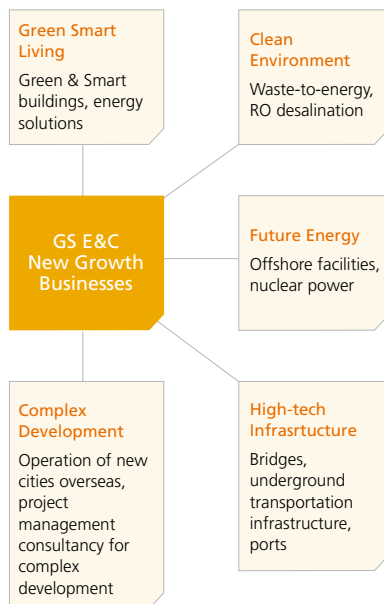 Green Smart
Living
Green & Smart
buildings, energy
solutions
Clean
Environment
Waste-to-energy,
RO desalination
GS E&C
New Growth
Businesses
Future Energy
Offshore facilities,
nuclear power
Complex
Development
Operation of new
cities overseas,
project
management
consultancy for
complex
development
High-tech
Infrasrtucture
Bridges,
underground
transportation
infrastructure,
ports